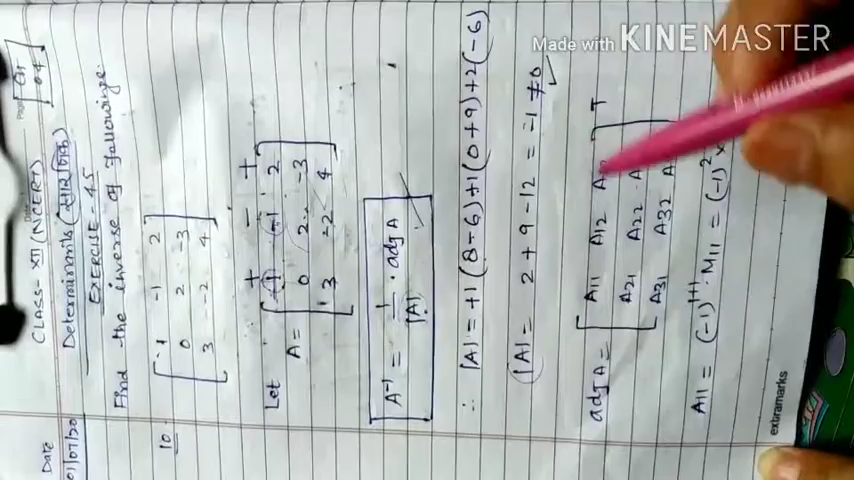 CLASS - XII (NCERT)
Date
01/07/20
Determinants
EXERCISE - 4.5
Find the inverse of following:
10. [1 -1 2
0 2 -3
3 -2 4]
+ - +
Let A = [1 -1 2
0 2 -3
3 -2 4]
A⁻¹ = 1/|A| . adj A
∴ |A| = +1(8-6)+1(0+9)+2(-6)
|A| = 2+9-12 = -1 ≠ 0
adj A = [A11 A12
A21 A22
A31 A32]ᵀ
A11 = (-1)¹⁺¹ . M11 = (-1)²
extramarks
Made with KINEMASTER